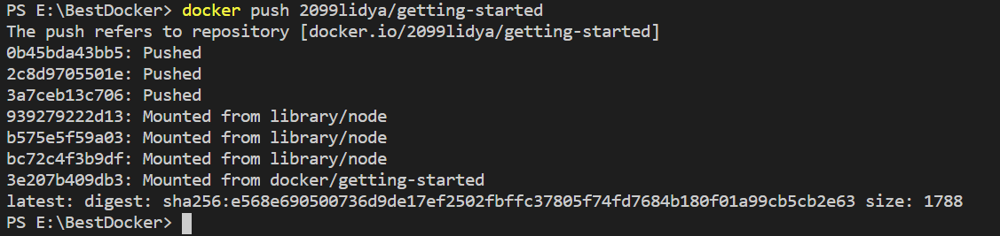 PS E:\BestDocker> docker push 2099lidya/getting-started
The push refers to repository [docker.io/2099lidya/getting-started]
0b45bda43bb5: Pushed
2c8d9705501e: Pushed
3a7ceb13c706: Pushed
939279222d13: Mounted from library/node
b575e5f59a03: Mounted from library/node
bc72c4f3b9df: Mounted from library/node
3e207b409db3: Mounted from docker/getting-started
latest: digest: sha256:e568e690500736d9de17ef2502fbffc37805f74fd7684b180f01a99cb5cb2e63 size: 1788
PS E:\BestDocker>